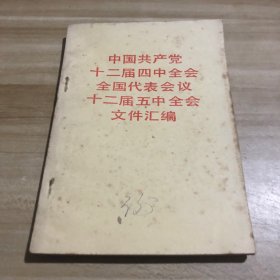 中国共产党
十二届四中全会
全国代表会议
十二届五中全会
文件汇编